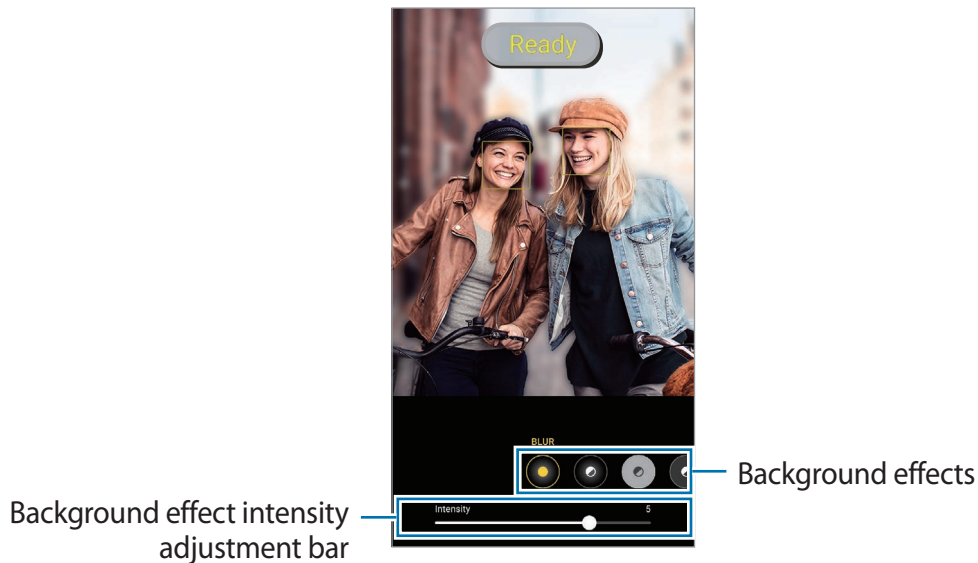 Ready
BLUR
Background effects
Intensity 5
Background effect intensity
adjustment bar